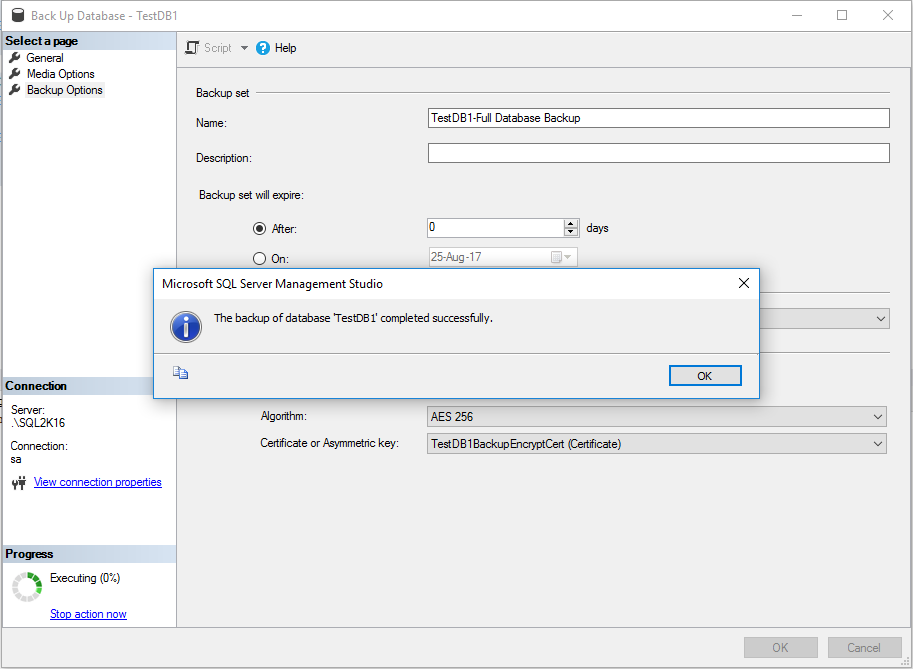 Back Up Database - TestDB1
Select a page
General
Media Options
Backup Options
Script
Help
Backup set
Name:
TestDB1-Full Database Backup
Description:
Backup set will expire:
After:
0
days
On:
25-Aug-17
Microsoft SQL Server Management Studio
The backup of database 'TestDB1' completed successfully.
OK
Algorithm:
AES 256
Certificate or Asymmetric key:
TestDB1BackupEncryptCert (Certificate)
Connection
Server:
.\SQL2K16
Connection:
sa
View connection properties
Progress
Executing (0%)
Stop action now
OK
Cancel